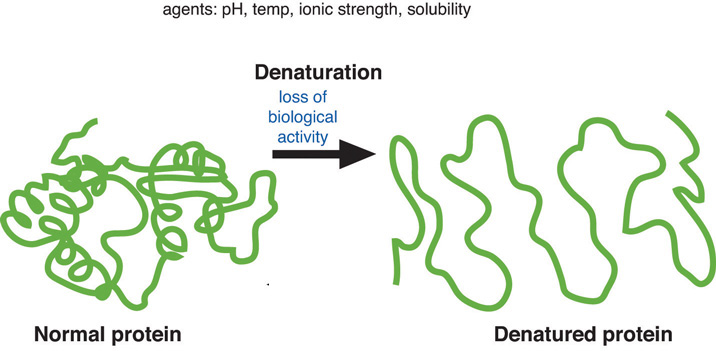 agents: pH, temp, ionic strength, solubility
Denaturation
loss of
biological
activity
Normal protein
Denatured protein